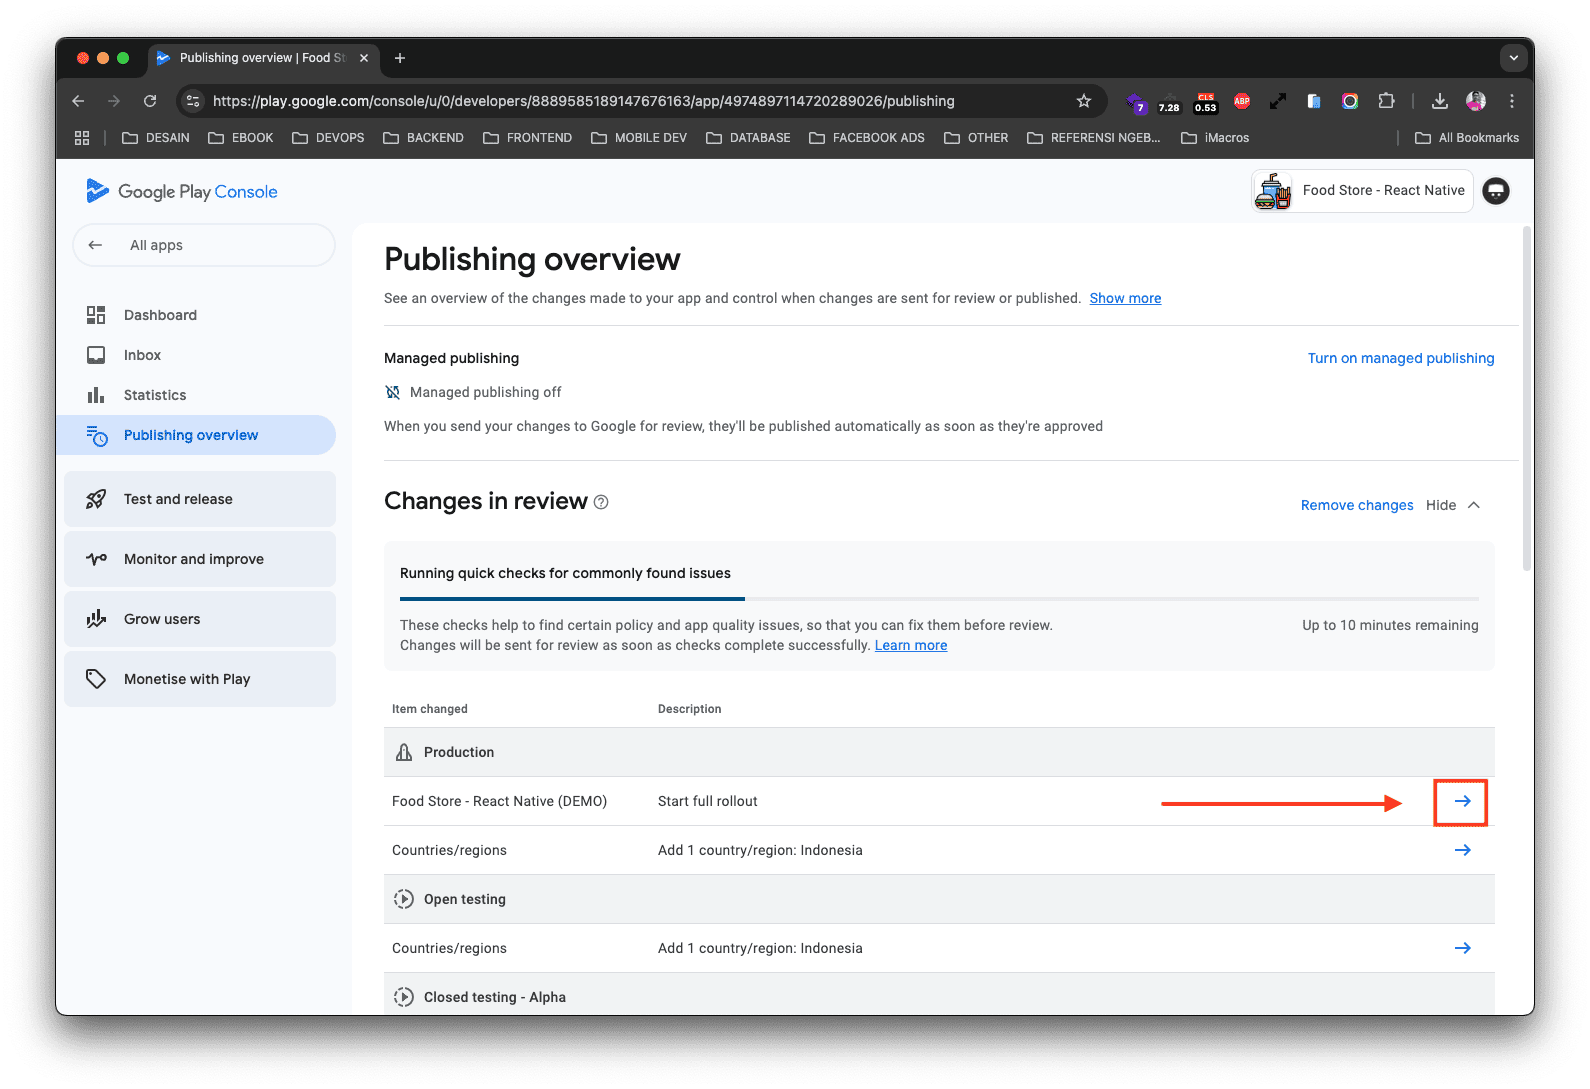 Publishing overview | Food St
https://play.google.com/console/u/0/developers/8889585189147676163/app/4974897114720289026/publishing
7
7.28
CLS
0.53
ABP
DESAIN
EBOOK
DEVOPS
BACKEND
FRONTEND
MOBILE DEV
DATABASE
FACEBOOK ADS
OTHER
REFERENSI NGEB...
iMacros
All Bookmarks
Google Play Console
Food Store - React Native
All apps
Dashboard
Inbox
Statistics
Publishing overview
Test and release
Monitor and improve
Grow users
Monetise with Play
Publishing overview
See an overview of the changes made to your app and control when changes are sent for review or published. Show more
Managed publishing
Turn on managed publishing
Managed publishing off
When you send your changes to Google for review, they'll be published automatically as soon as they're approved
Changes in review
Remove changes
Hide
Running quick checks for commonly found issues
These checks help to find certain policy and app quality issues, so that you can fix them before review.
Up to 10 minutes remaining
Changes will be sent for review as soon as checks complete successfully. Learn more
Item changed
Description
Production
Food Store - React Native (DEMO)
Start full rollout
Countries/regions
Add 1 country/region: Indonesia
Open testing
Countries/regions
Add 1 country/region: Indonesia
Closed testing - Alpha